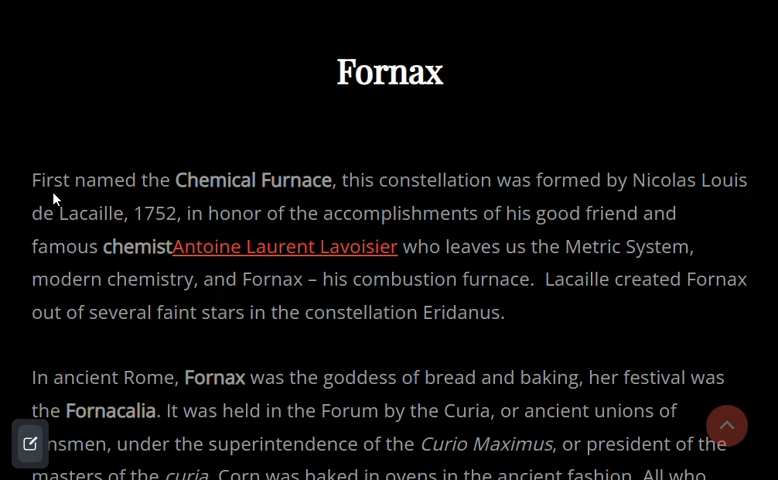 Fornax
First named the Chemical Furnace, this constellation was formed by Nicolas Louis
de Lacaille, 1752, in honor of the accomplishments of his good friend and
famous chemistAntoine Laurent Lavoisier who leaves us the Metric System,
modern chemistry, and Fornax – his combustion furnace.  Lacaille created Fornax
out of several faint stars in the constellation Eridanus.
In ancient Rome, Fornax was the goddess of bread and baking, her festival was
the Fornacalia. It was held in the Forum by the Curia, or ancient unions of
nsmen, under the superintendence of the Curio Maximus, or president of the
masters of the curia. Corn was baked in ovens in the ancient fashion. All who